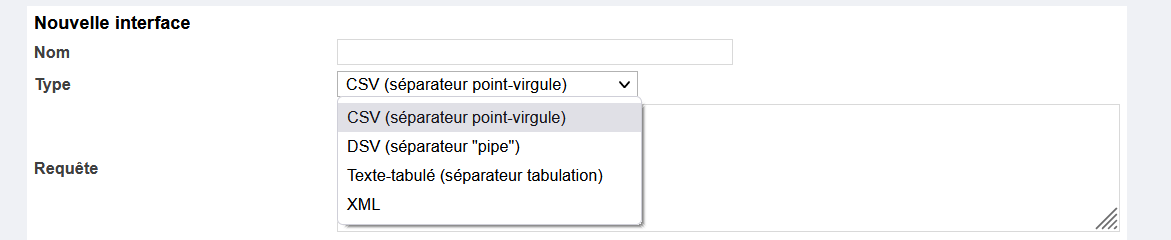 Nouvelle interface
Nom
Type
CSV (séparateur point-virgule)
CSV (séparateur point-virgule)
DSV (séparateur "pipe")
Texte-tabulé (séparateur tabulation)
XML
Requête